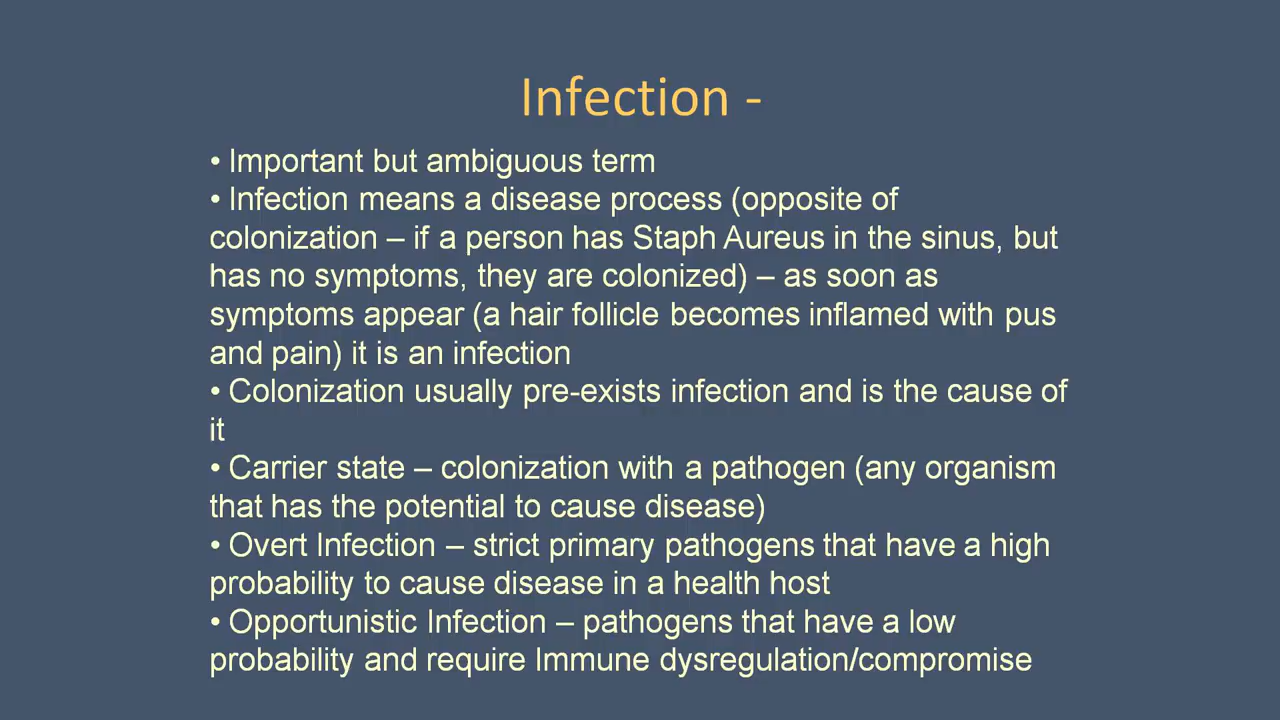 Infection -
• Important but ambiguous term
• Infection means a disease process (opposite of
colonization – if a person has Staph Aureus in the sinus, but
has no symptoms, they are colonized) – as soon as
symptoms appear (a hair follicle becomes inflamed with pus
and pain) it is an infection
• Colonization usually pre-exists infection and is the cause of
it
• Carrier state – colonization with a pathogen (any organism
that has the potential to cause disease)
• Overt Infection – strict primary pathogens that have a high
probability to cause disease in a health host
• Opportunistic Infection – pathogens that have a low
probability and require Immune dysregulation/compromise